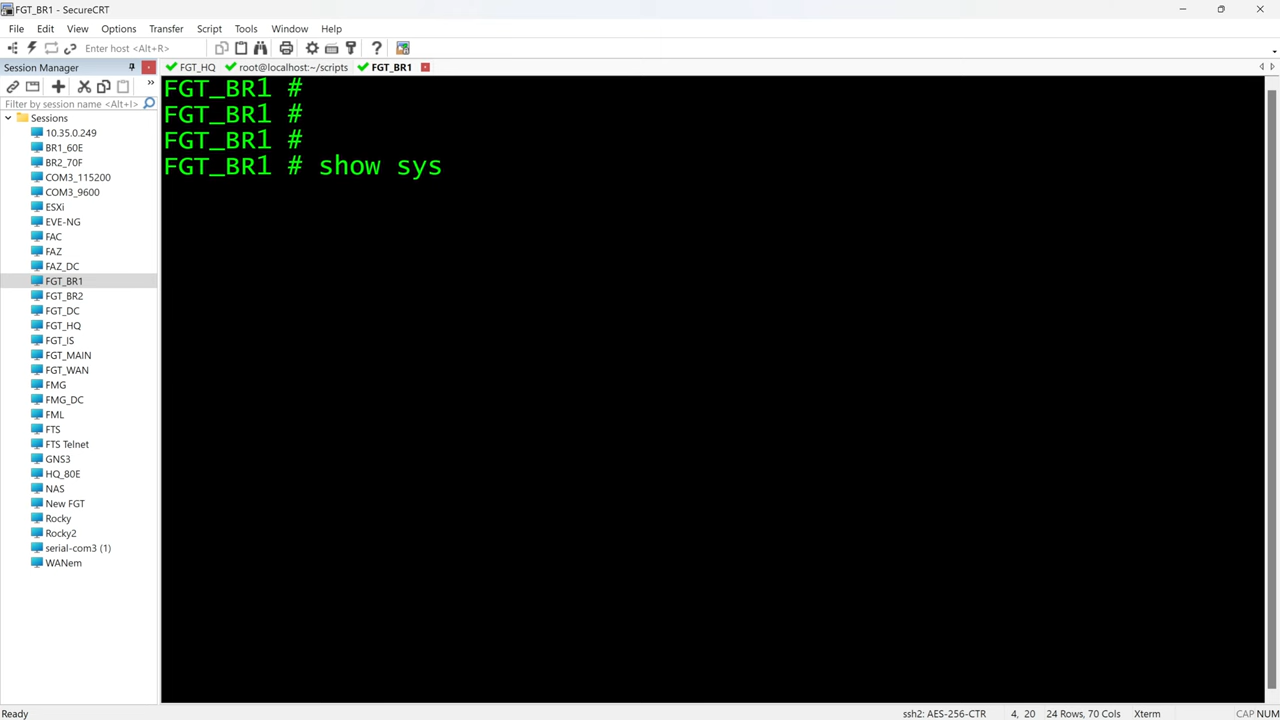 FGT_BR1 - SecureCRT
File Edit View Options Transfer Script Tools Window Help
Enter host <Alt+R>
Session Manager
FGT_HQ root@localhost:~/scripts FGT_BR1
Filter by session name <Alt+I>
Sessions
10.35.0.249
BR1_60E
BR2_70F
COM3_115200
COM3_9600
ESXi
EVE-NG
FAC
FAZ
FAZ_DC
FGT_BR1
FGT_BR2
FGT_DC
FGT_HQ
FGT_IS
FGT_MAIN
FGT_WAN
FMG
FMG_DC
FML
FTS
FTS Telnet
GNS3
HQ_80E
NAS
New FGT
Rocky
Rocky2
serial-com3 (1)
WANem
FGT_BR1 #
FGT_BR1 #
FGT_BR1 #
FGT_BR1 # show sys
Ready ssh2: AES-256-CTR 4, 20 24 Rows, 70 Cols Xterm CAP NUM